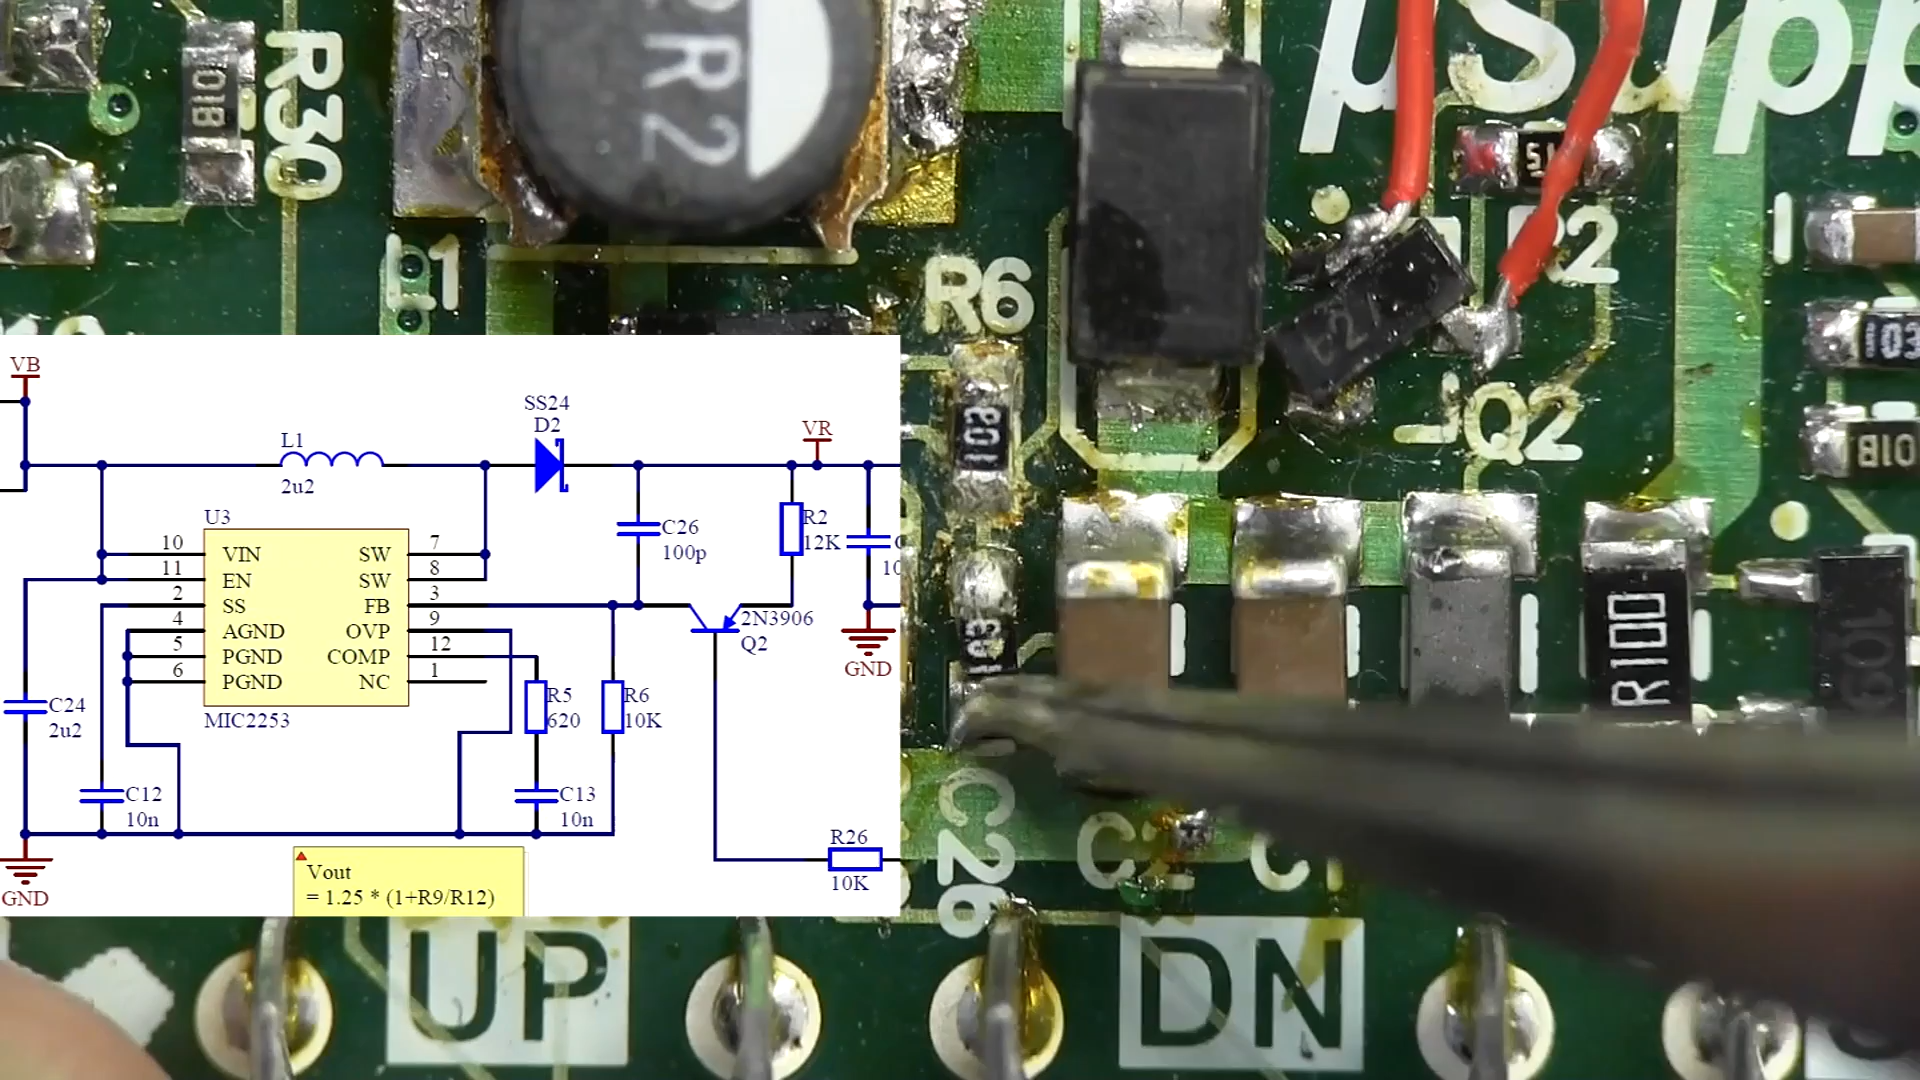 R2
µSupp
01B
R30
51
R2
L1
R6
627
Q2
01B
VB
SS24
D2
VR
L1
2u2
C26
100p
R2
12K
10
U3
10 VIN SW 7
11 EN SW 8
2 SS FB 3
4 AGND OVP 9
5 PGND COMP 12
6 PGND NC 1
MIC2253
2N3906
Q2
GND
C24
2u2
R5
620
R6
10K
C12
10n
C13
10n
R26
10K
GND
Vout
= 1.25 * (1+R9/R12)
R100
103
C26
UP
DN